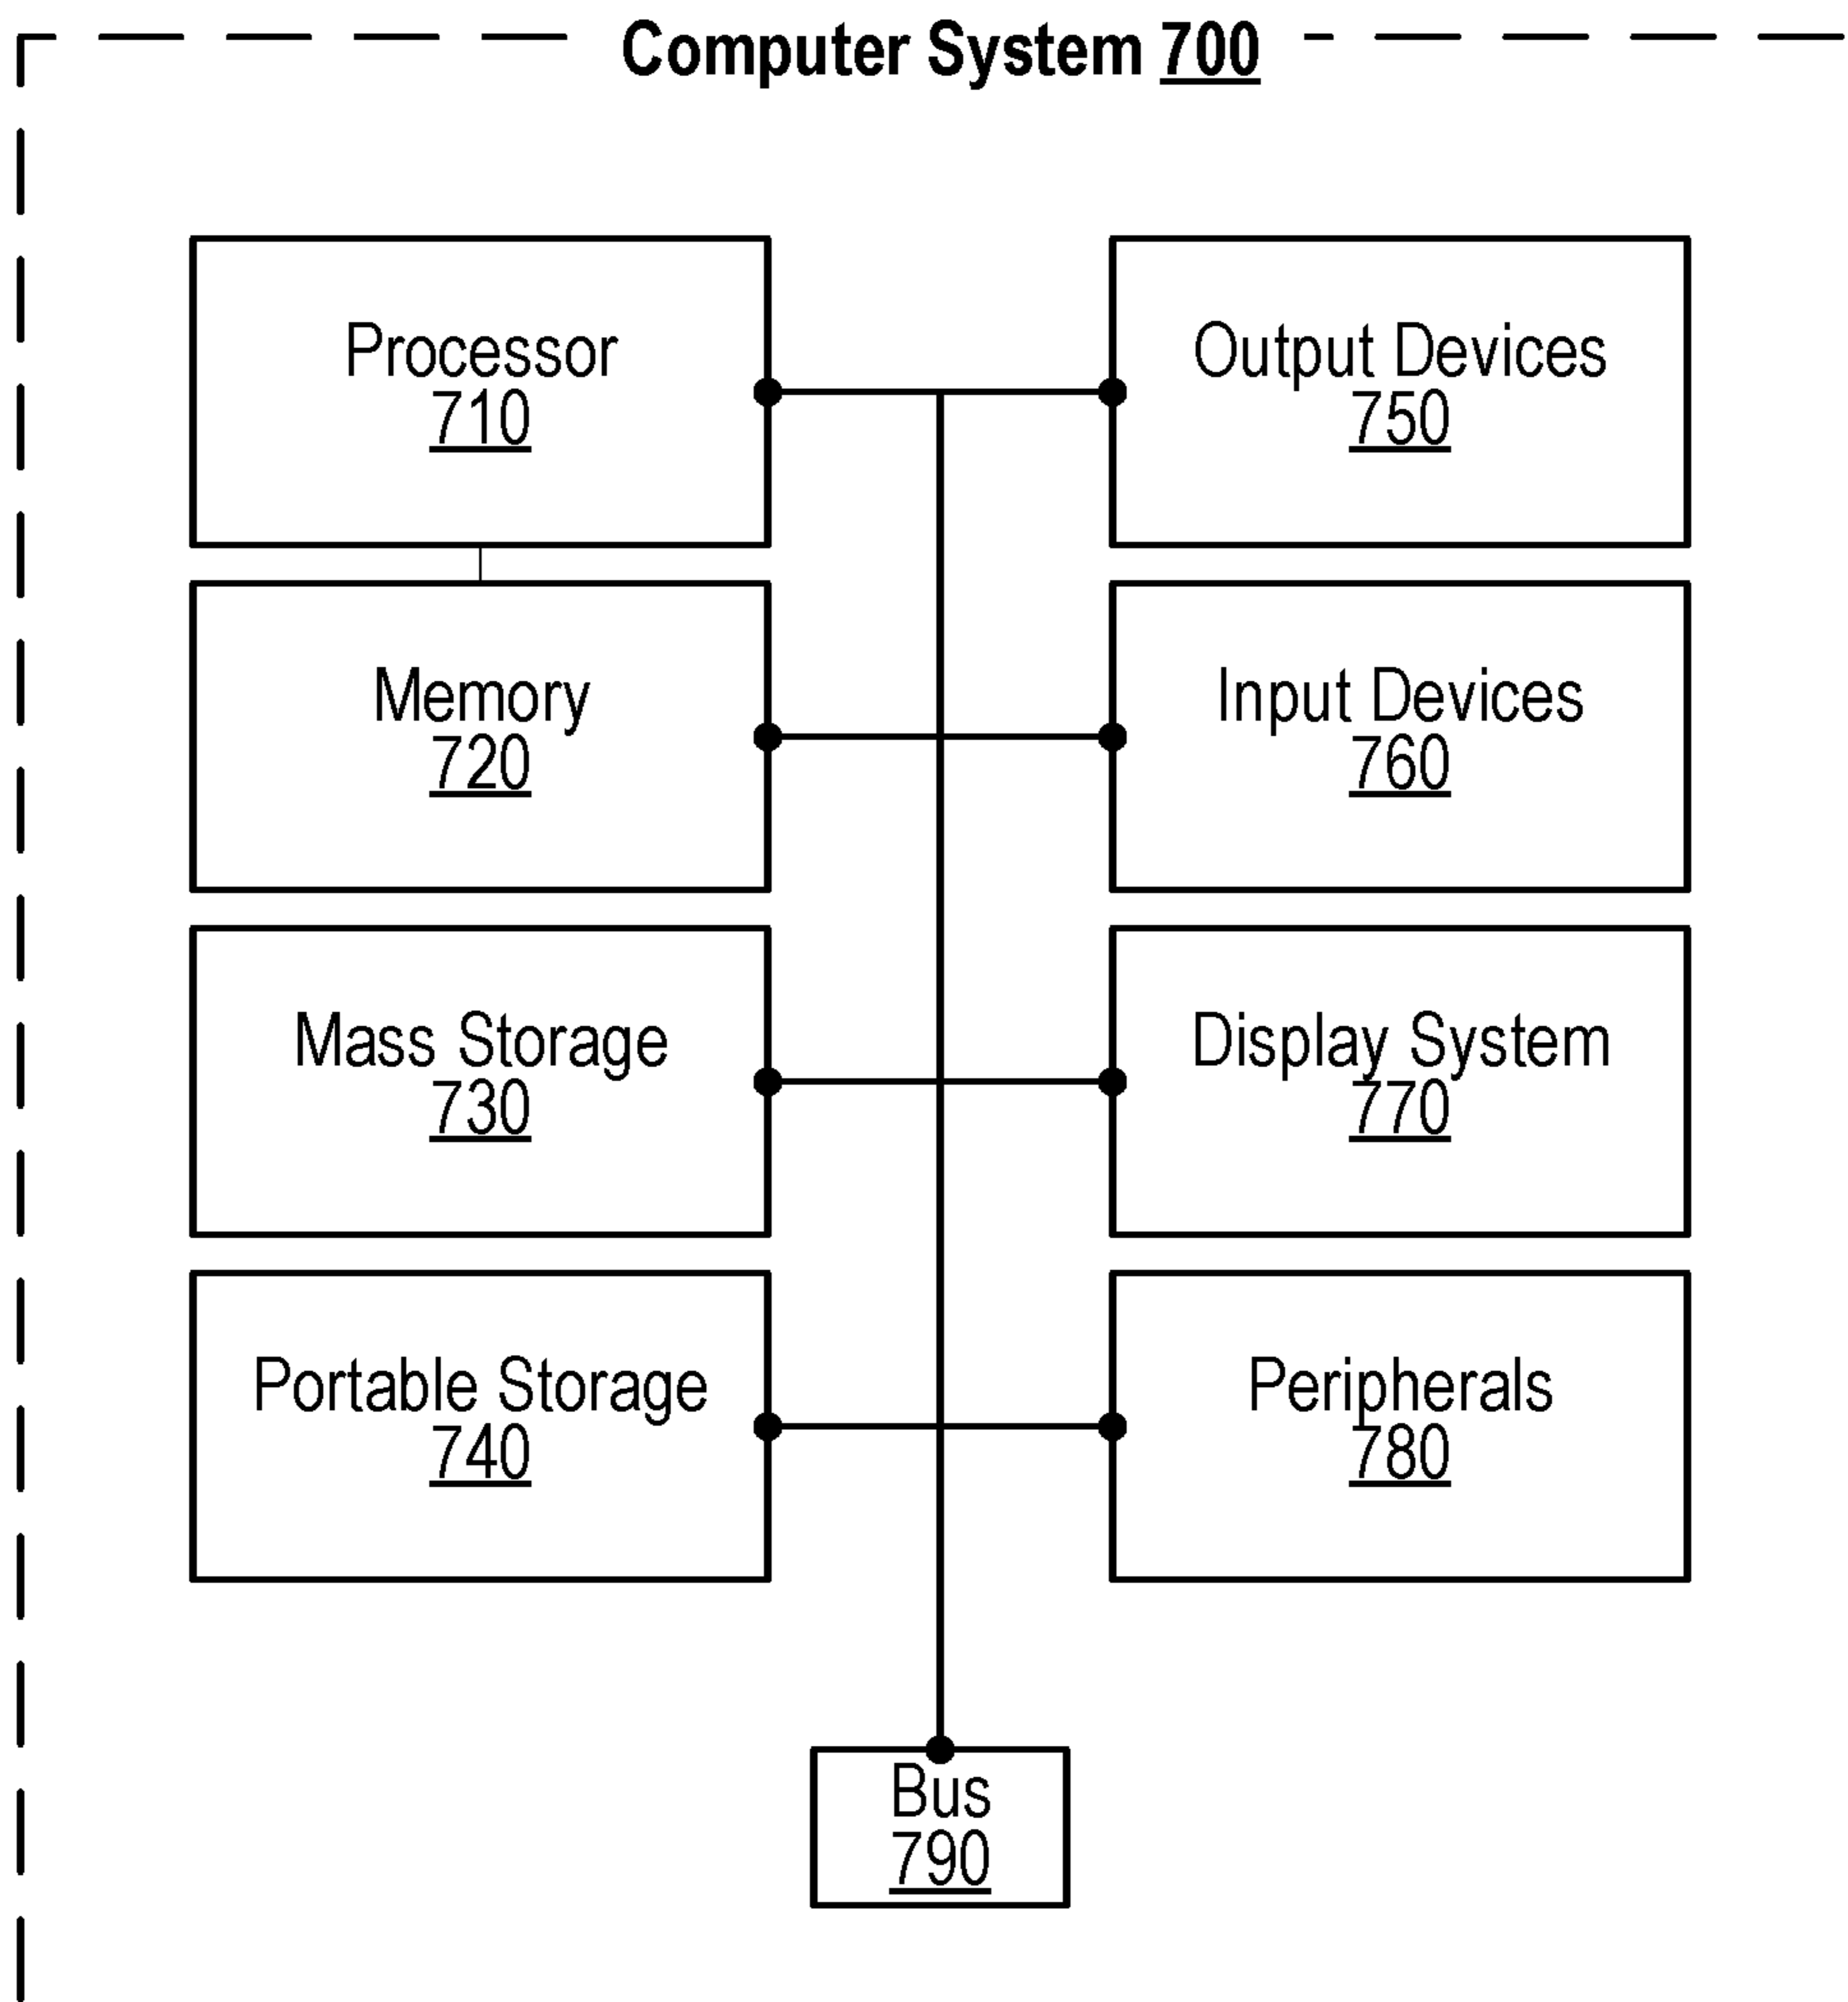 Computer System 700
Processor
710
Output Devices
750
Memory
720
Input Devices
760
Mass Storage
730
Display System
770
Portable Storage
740
Peripherals
780
Bus
790